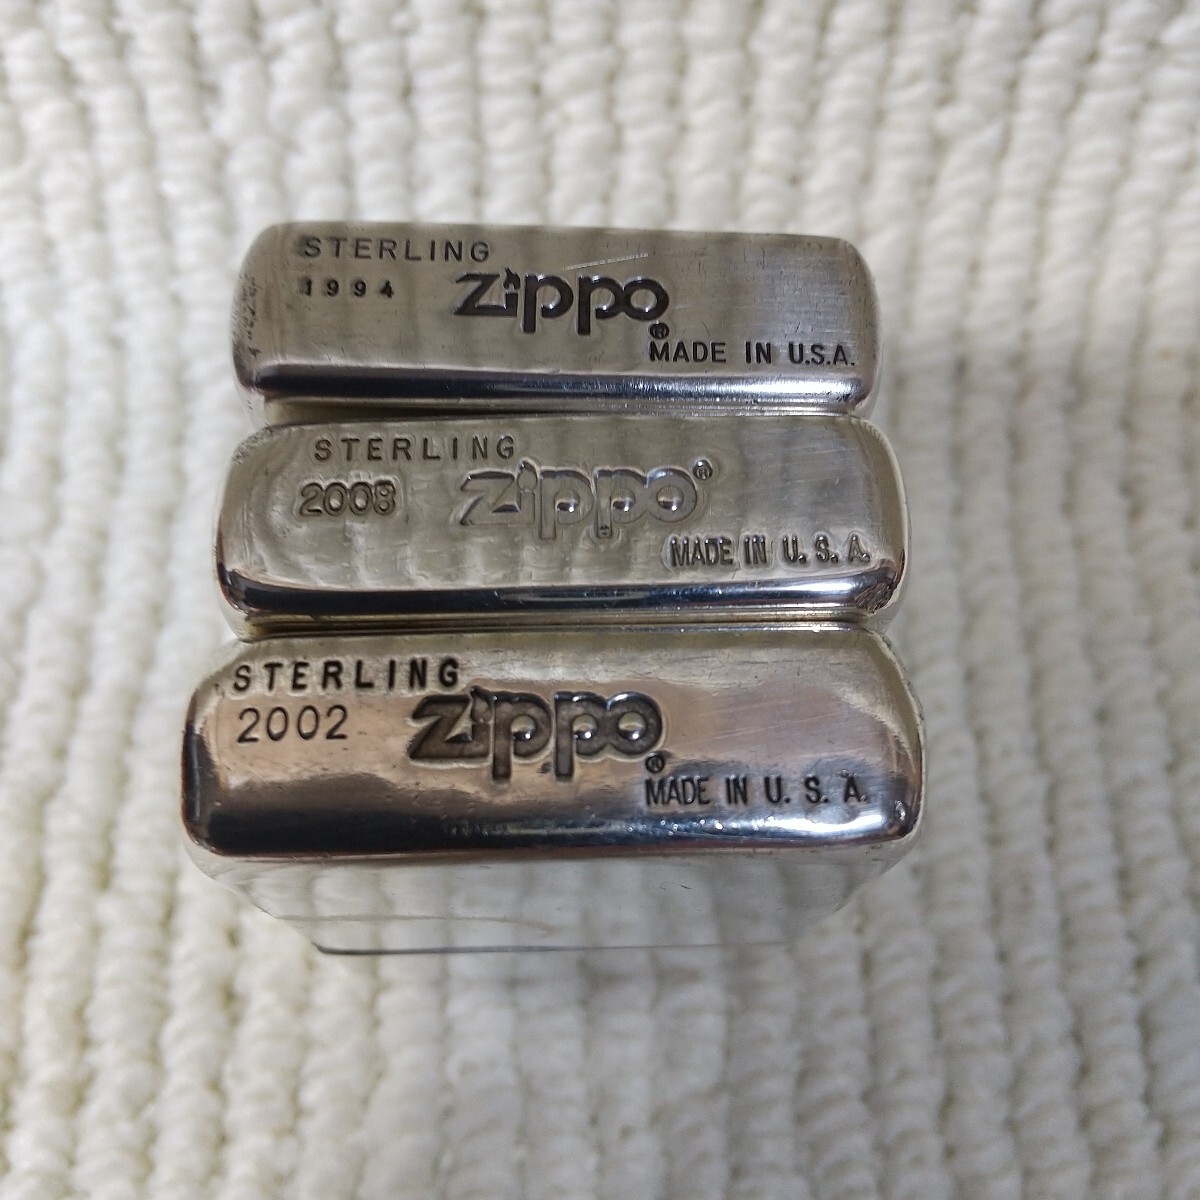 STERLING
1994
Zippo®
MADE IN U.S.A.
STERLING
2008
Zippo®
MADE IN U.S.A.
STERLING
2002
Zippo®
MADE IN U.S.A.